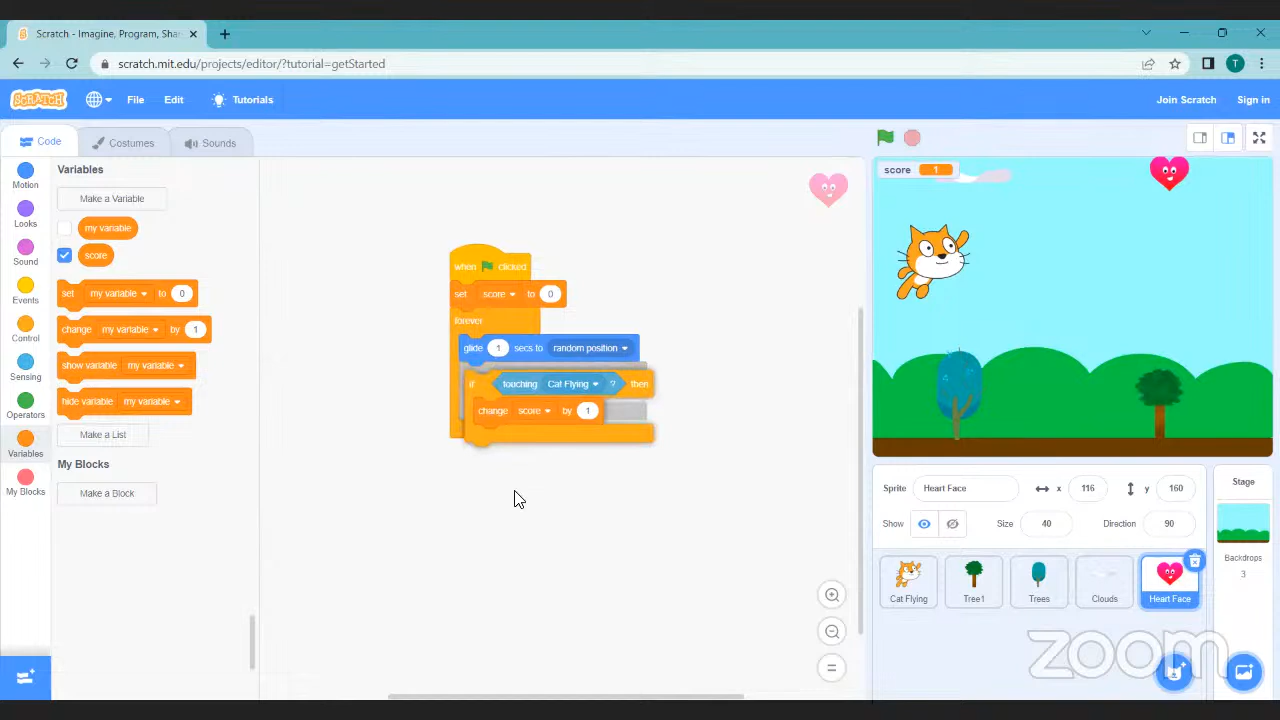 Scratch - Imagine, Program, Sha
scratch.mit.edu/projects/editor/?tutorial=getStarted
T
SCRATCH
File
Edit
Tutorials
Join Scratch
Sign in
Code
Costumes
Sounds
Motion
Looks
Sound
Events
Control
Sensing
Operators
Variables
My Blocks
Variables
Make a Variable
my variable
score
set my variable to 0
change my variable by 1
show variable my variable
hide variable my variable
Make a List
My Blocks
Make a Block
when clicked
set score to 0
forever
glide 1 secs to random position
if touching Cat Flying ? then
change score by 1
score 1
Sprite Heart Face x 116 y 160
Show Size 40 Direction 90
Cat Flying
Tree1
Trees
Clouds
Heart Face
Stage
Backdrops
3
zoom